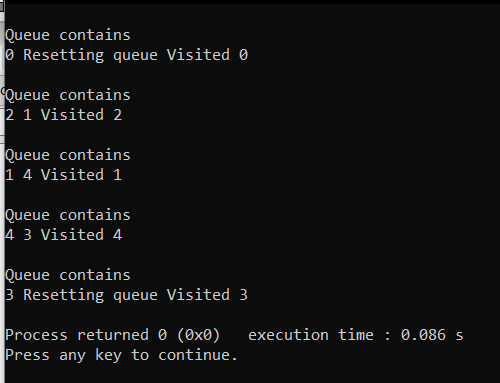 Queue contains
0 Resetting queue Visited 0
Queue contains
2 1 Visited 2
Queue contains
1 4 Visited 1
Queue contains
4 3 Visited 4
Queue contains
3 Resetting queue Visited 3
Process returned 0 (0x0)   execution time : 0.086 s
Press any key to continue.